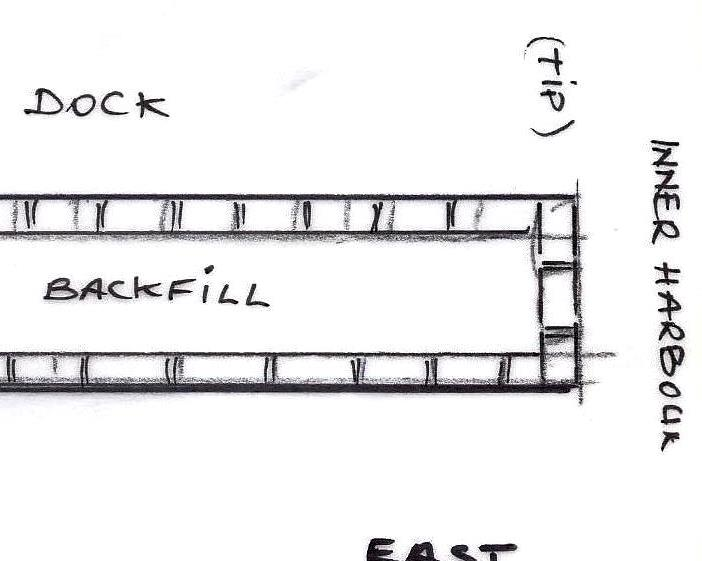 DOCK
(TiP)
INNER HARBOUR
BACKFiLL
EAST